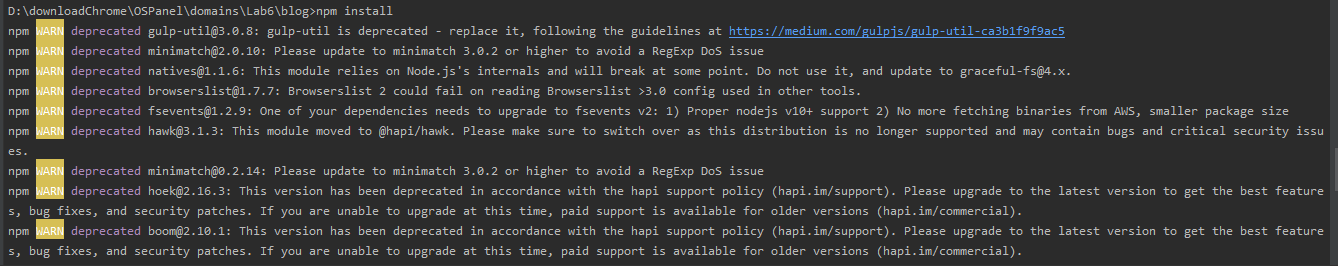 D:\downloadChrome\OSPanel\domains\Lab6\blog>npm install
npm WARN deprecated gulp-util@3.0.8: gulp-util is deprecated - replace it, following the guidelines at https://medium.com/gulpjs/gulp-util-ca3b1f9f9ac5
npm WARN deprecated minimatch@2.0.10: Please update to minimatch 3.0.2 or higher to avoid a RegExp DoS issue
npm WARN deprecated natives@1.1.6: This module relies on Node.js's internals and will break at some point. Do not use it, and update to graceful-fs@4.x.
npm WARN deprecated browserslist@1.7.7: Browserslist 2 could fail on reading Browserslist >3.0 config used in other tools.
npm WARN deprecated fsevents@1.2.9: One of your dependencies needs to upgrade to fsevents v2: 1) Proper nodejs v10+ support 2) No more fetching binaries from AWS, smaller package size
npm WARN deprecated hawk@3.1.3: This module moved to @hapi/hawk. Please make sure to switch over as this distribution is no longer supported and may contain bugs and critical security issu
es.
npm WARN deprecated minimatch@0.2.14: Please update to minimatch 3.0.2 or higher to avoid a RegExp DoS issue
npm WARN deprecated hoek@2.16.3: This version has been deprecated in accordance with the hapi support policy (hapi.im/support). Please upgrade to the latest version to get the best feature
s, bug fixes, and security patches. If you are unable to upgrade at this time, paid support is available for older versions (hapi.im/commercial).
npm WARN deprecated boom@2.10.1: This version has been deprecated in accordance with the hapi support policy (hapi.im/support). Please upgrade to the latest version to get the best feature
s, bug fixes, and security patches. If you are unable to upgrade at this time, paid support is available for older versions (hapi.im/commercial).